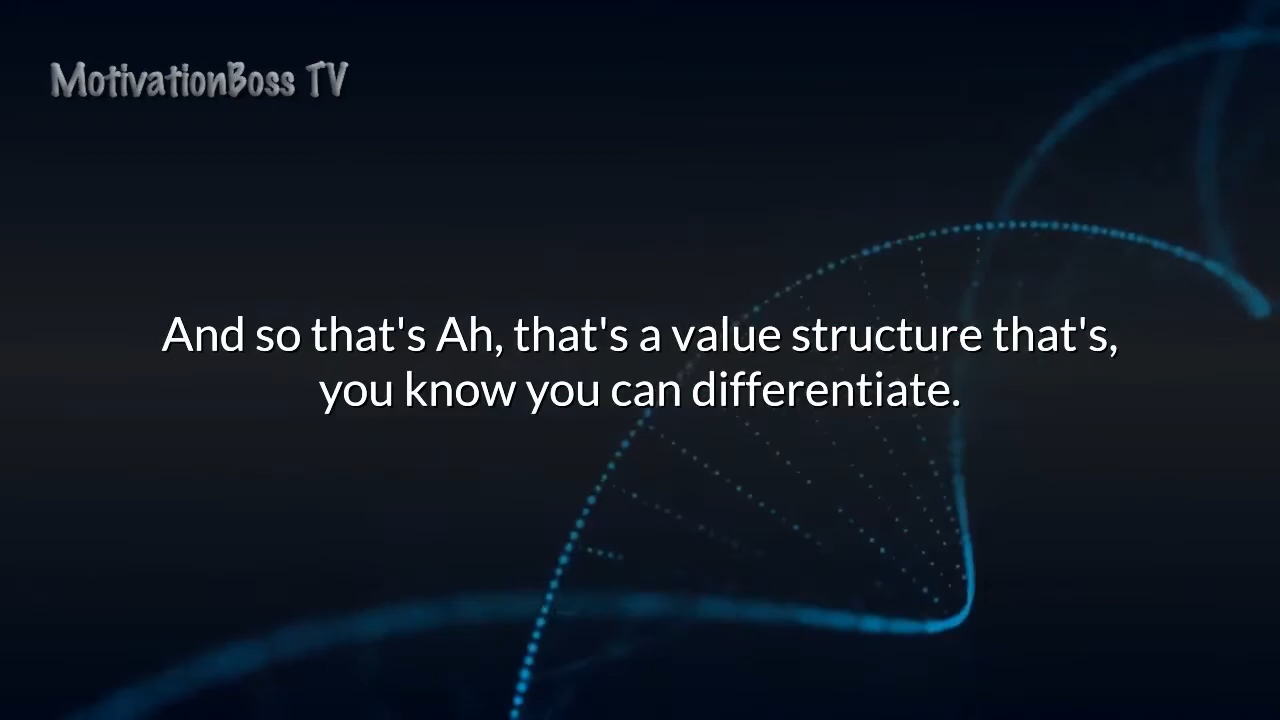 MotivationBoss TV
And so that's Ah, that's a value structure that's,
you know you can differentiate.